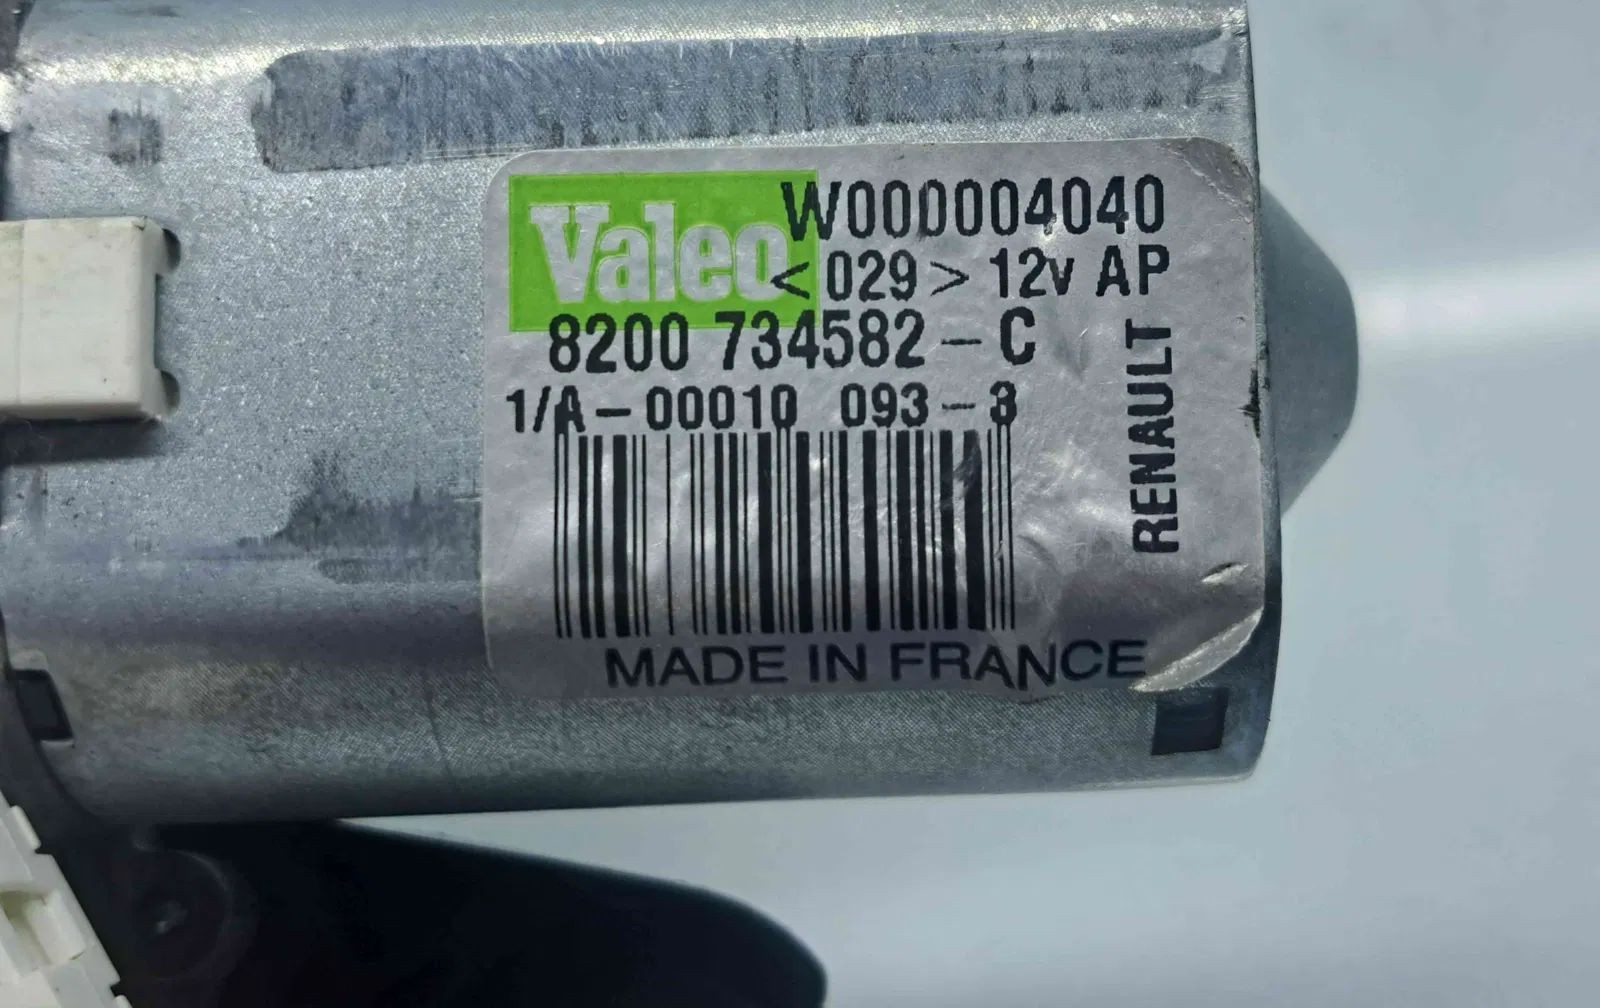 Valeo
W000004040
<029> 12v AP
8200 734582-C
1/A-00010 093-3
RENAULT
MADE IN FRANCE